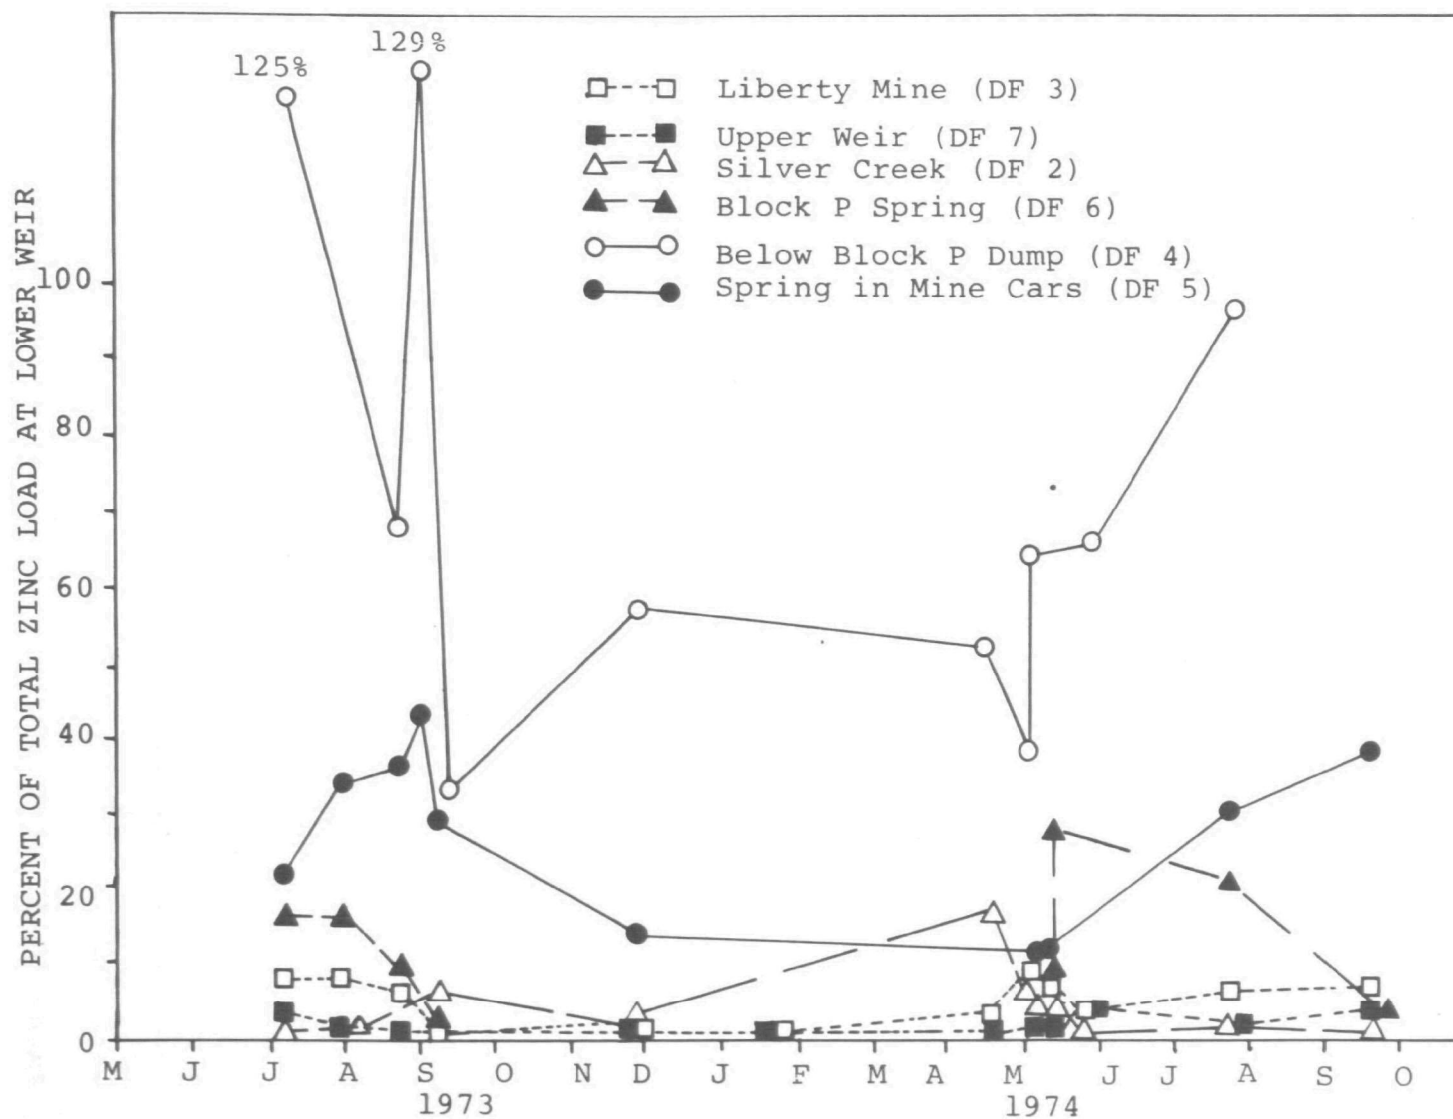 125%
129%
Liberty Mine (DF 3)
Upper Weir (DF 7)
Silver Creek (DF 2)
Block P Spring (DF 6)
Below Block P Dump (DF 4)
Spring in Mine Cars (DF 5)
PERCENT OF TOTAL ZINC LOAD AT LOWER WEIR
100
80
60
40
20
0
M J J A S O N D J F M A M J J A S O
1973 1974